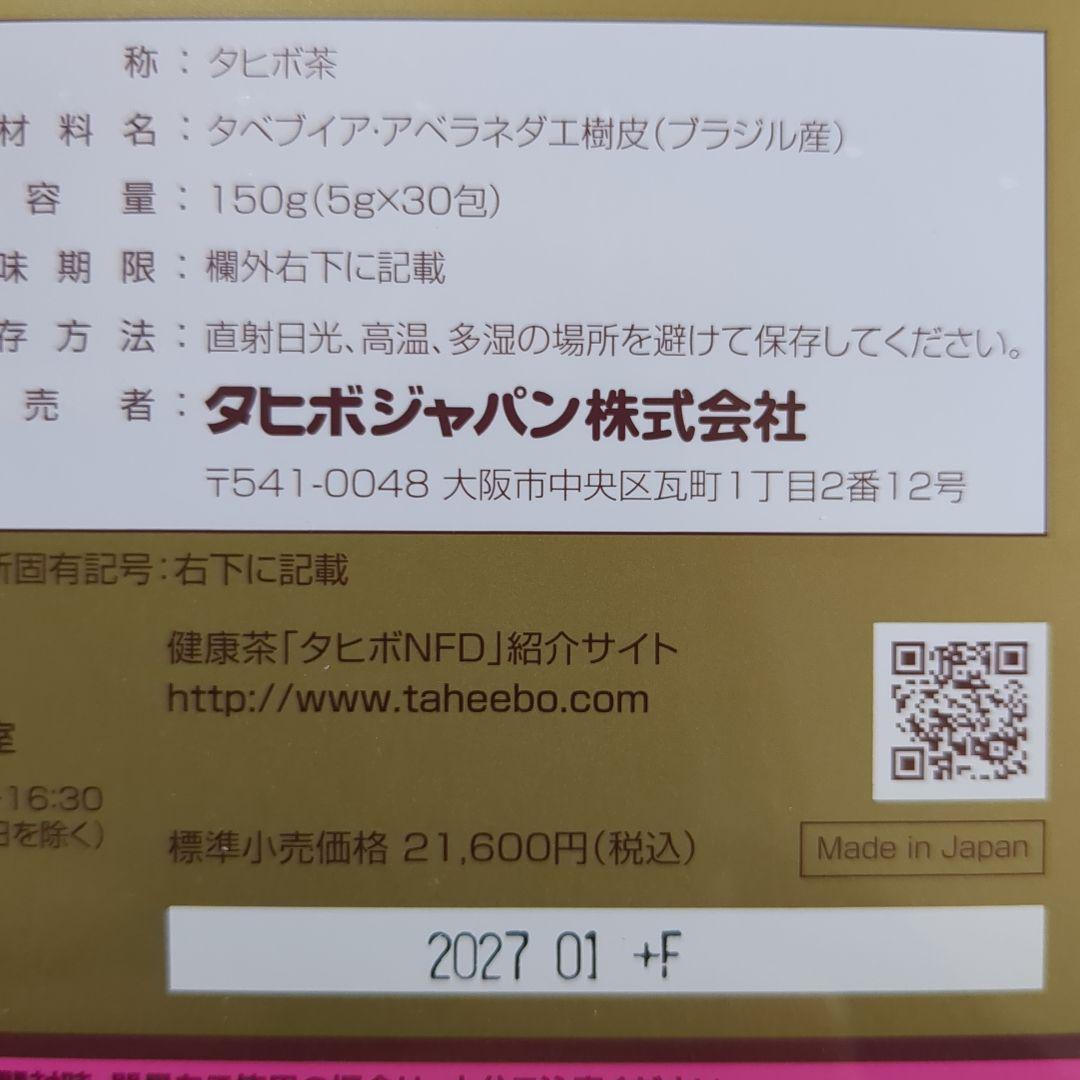 称：タヒボ茶
材料名：タベブイア・アベラネダエ樹皮（ブラジル産）
容量：150g（5g×30包）
味期限：欄外右下に記載
存方法：直射日光、高温、多湿の場所を避けて保存してください。
売者：タヒボジャパン株式会社
〒541-0048 大阪市中央区瓦町1丁目2番12号
所固有記号：右下に記載
健康茶「タヒボNFD」紹介サイト
http://www.taheebo.com
室
-16:30
日を除く）
標準小売価格 21,600円（税込）
Made in Japan
2027 01 +F